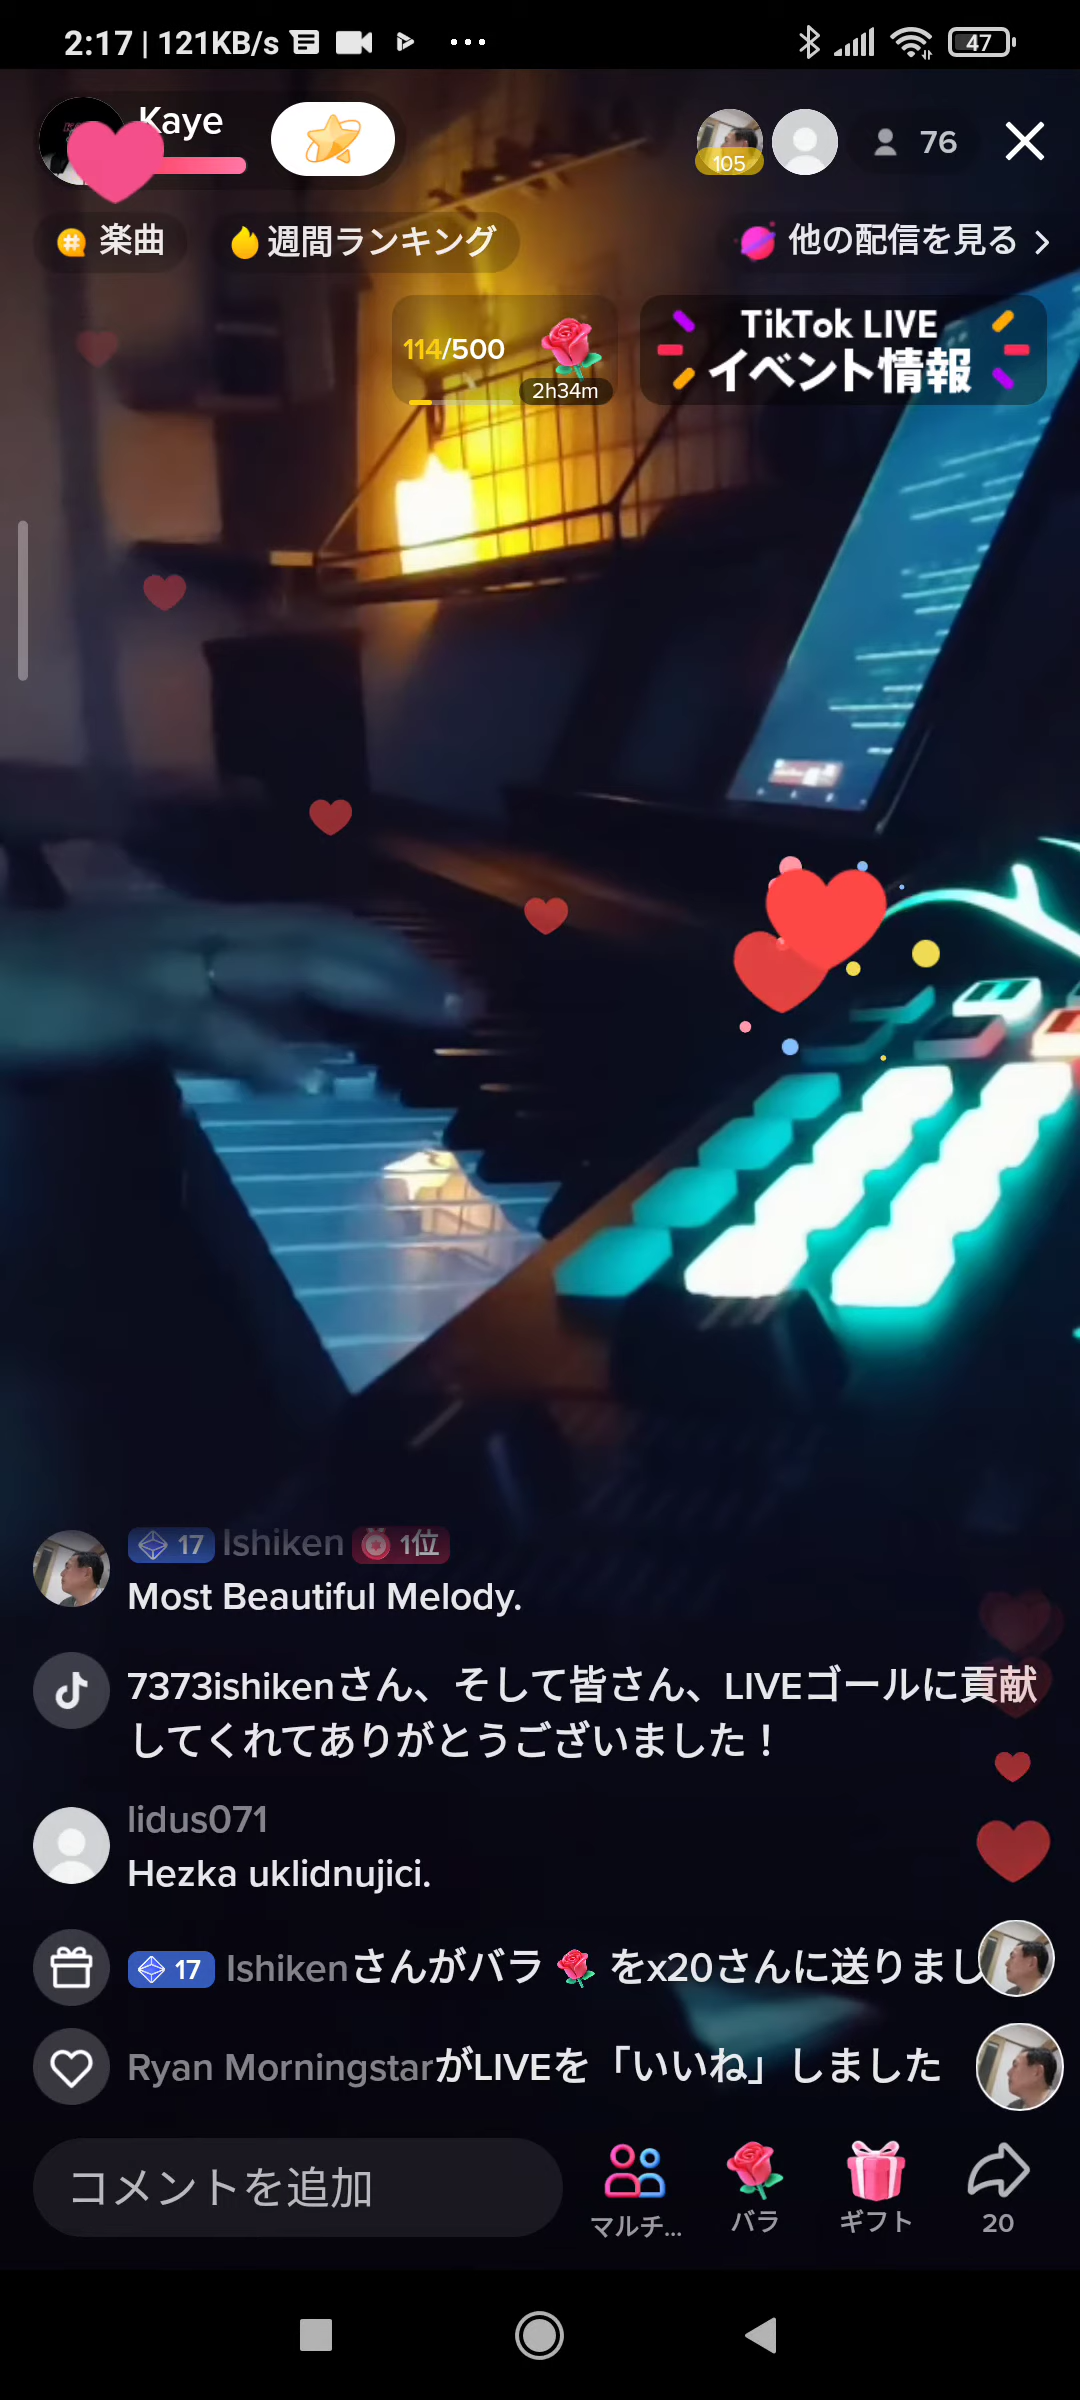 2:17 | 121KB/s
47
Kaye
105
76
楽曲
週間ランキング
他の配信を見る
114/500
2h34m
TikTok LIVE
イベント情報
17 Ishiken 1位
Most Beautiful Melody.
7373ishikenさん、そして皆さん、LIVEゴールに貢献
してくれてありがとうございました！
lidus071
Hezka uklidnujici.
17 Ishikenさんがバラ をx20さんに送りまし
Ryan MorningstarがLIVEを「いいね」しました
コメントを追加
マルチ...
バラ
ギフト
20